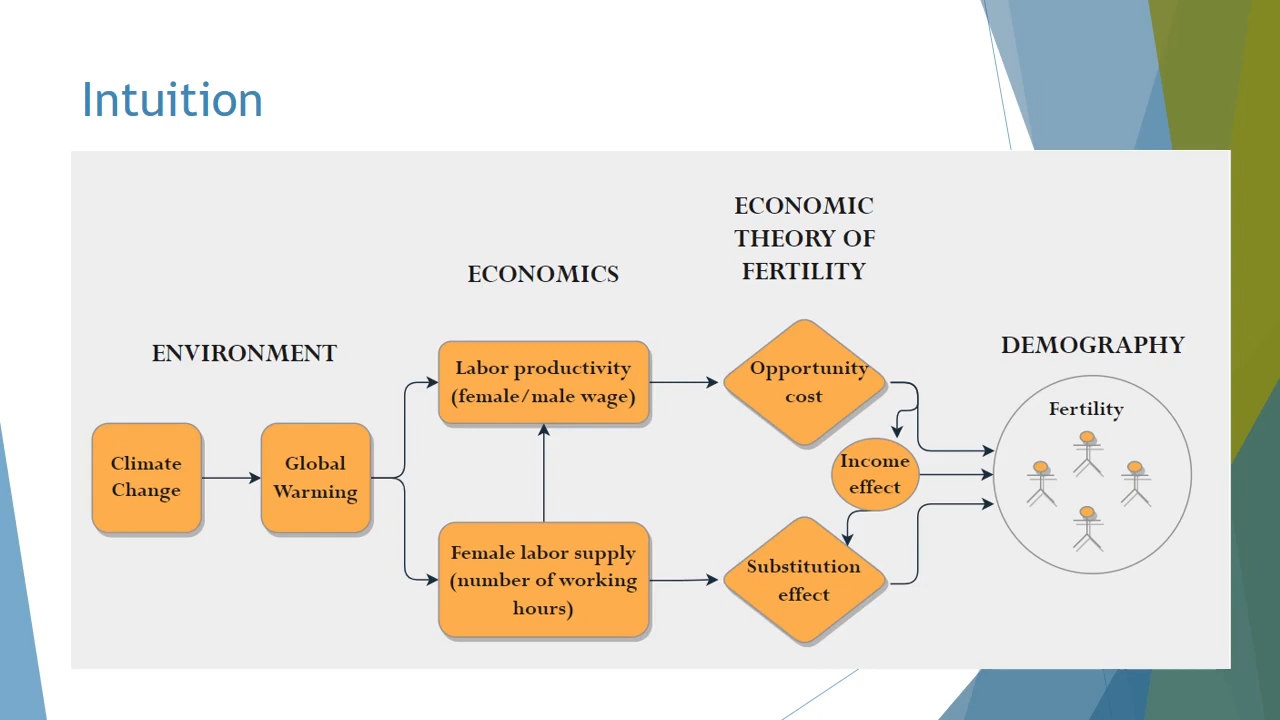 Intuition
ENVIRONMENT
Climate
Change
Global
Warming
ECONOMICS
Labor productivity
(female/male wage)
Female labor supply
(number of working
hours)
ECONOMIC
THEORY OF
FERTILITY
Opportunity
cost
Income
effect
Substitution
effect
DEMOGRAPHY
Fertility